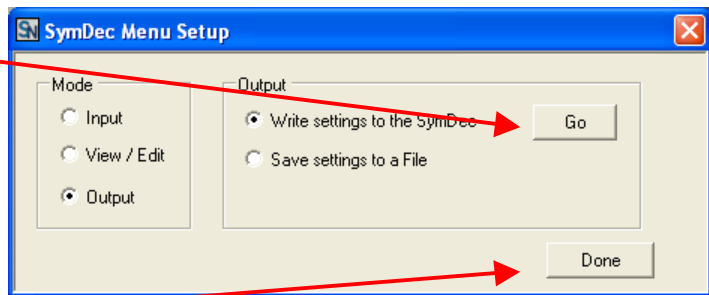 SN SymDec Menu Setup
Mode
Input
View / Edit
Output
Output
Write settings to the SymDec
Save settings to a File
Go
Done